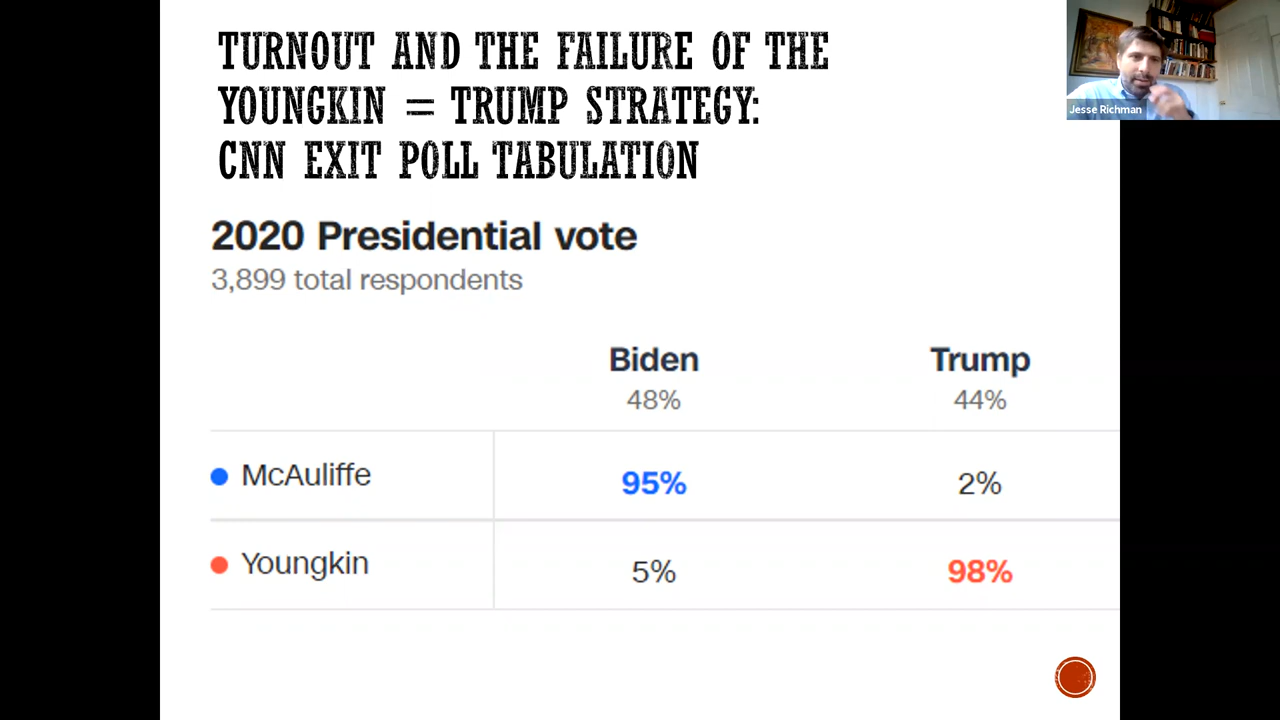 TURNOUT AND THE FAILURE OF THE
YOUNGKIN = TRUMP STRATEGY:
CNN EXIT POLL TABULATION
Jesse Richman
2020 Presidential vote
3,899 total respondents
Biden Trump
48% 44%
McAuliffe 95% 2%
Youngkin 5% 98%